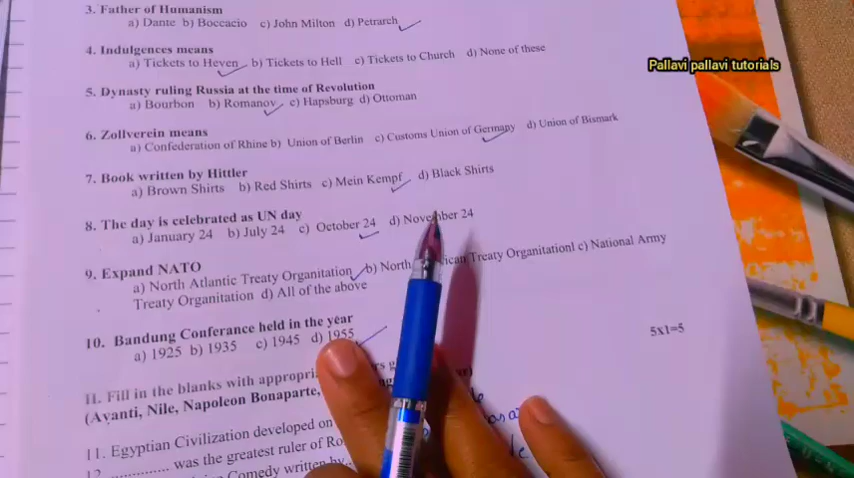 3. Father of Humanism
a) Dante b) Boccacio c) John Milton d) Petrarch
4. Indulgences means
a) Tickets to Heven b) Tickets to Hell c) Tickets to Church d) None of these
Pallavi pallavi tutorials
5. Dynasty ruling Russia at the time of Revolution
a) Bourbon b) Romanov c) Hapsburg d) Ottoman
6. Zollverein means
a) Confederation of Rhine b) Union of Berlin c) Customs Union of Germany d) Union of Bismark
7. Book written by Hittler
a) Brown Shirts b) Red Shirts c) Mein Kempf d) Black Shirts
8. The day is celebrated as UN day
a) January 24 b) July 24 c) October 24 d) November 24
9. Expand NATO
a) North Atlantic Treaty Organitation b) North Treaty Organitationl c) National Army
Treaty Organitation d) All of the above
10. Bandung Conferance held in the year
a) 1925 b) 1935 c) 1945 d) 1955
5x1=5
II. Fill in the blanks with
(Avanti, Nile, Napoleon Bonaparte,
11. Egyptian Civilization developed on
12. ............. was the greatest ruler of
Comedy written by